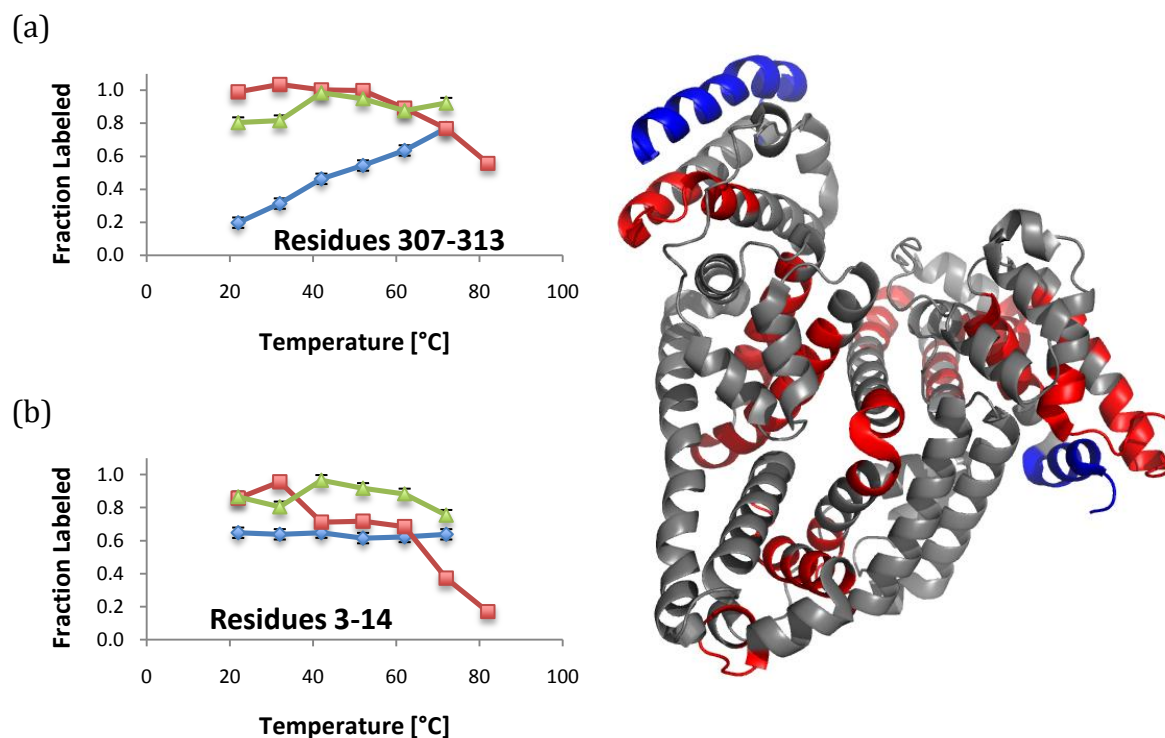 (a)
1.0
0.8
0.6
0.4
0.2
0.0
Fraction Labeled
Residues 307-313
0 20 40 60 80 100
Temperature [°C]
(b)
1.0
0.8
0.6
0.4
0.2
0.0
Fraction Labeled
Residues 3-14
0 20 40 60 80 100
Temperature [°C]